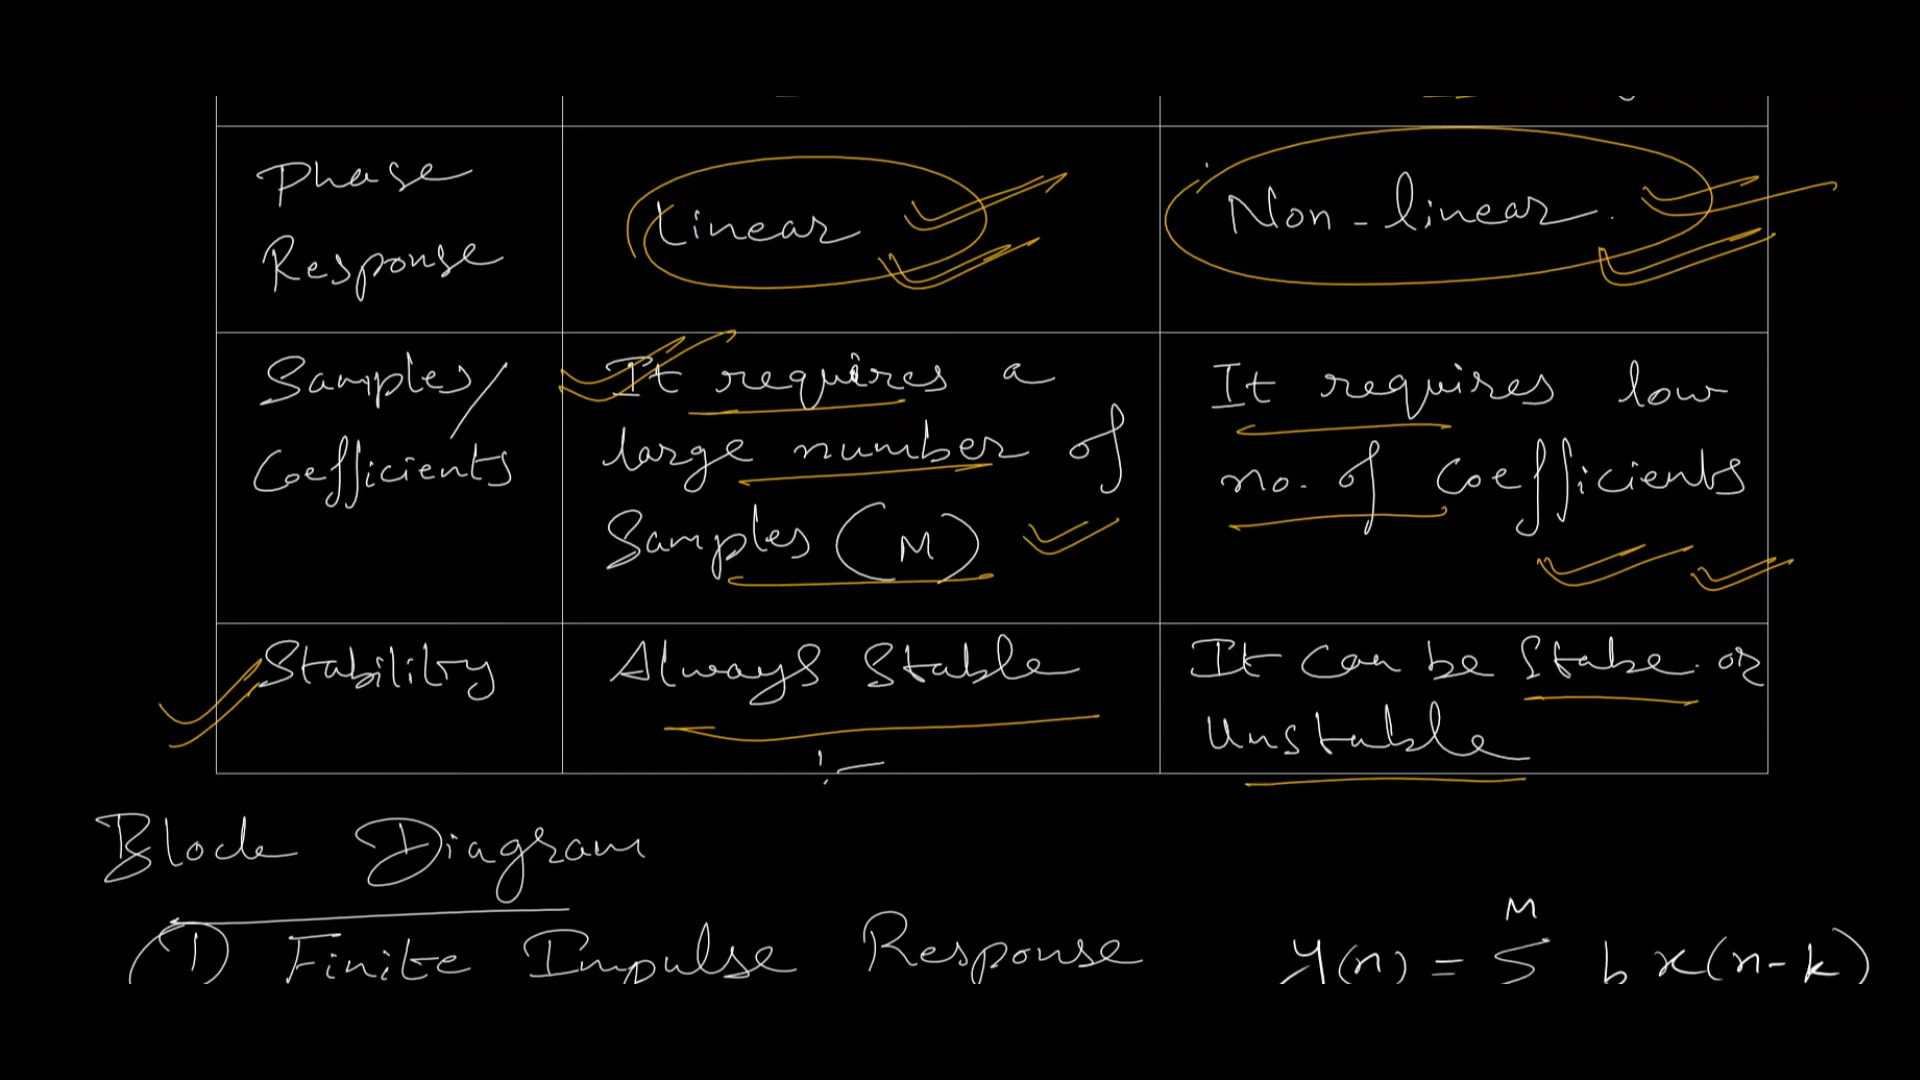 Phase
Response
Linear
Non-linear.
Samples/
Coefficients
It requires a
large number of
Samples (M)
It requires low
no. of coefficients
Stability
Always Stable
It can be Stabe or
Unstable
Block Diagram
(1) Finite Impulse Response
M
y(n) = Σ b x(n-k)